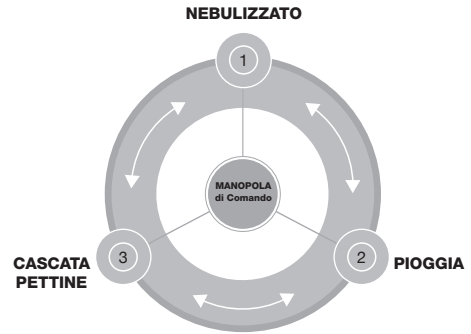 NEBULIZZATO
1
MANOPOLA
di Comando
3
2
CASCATA
PETTINE
PIOGGIA